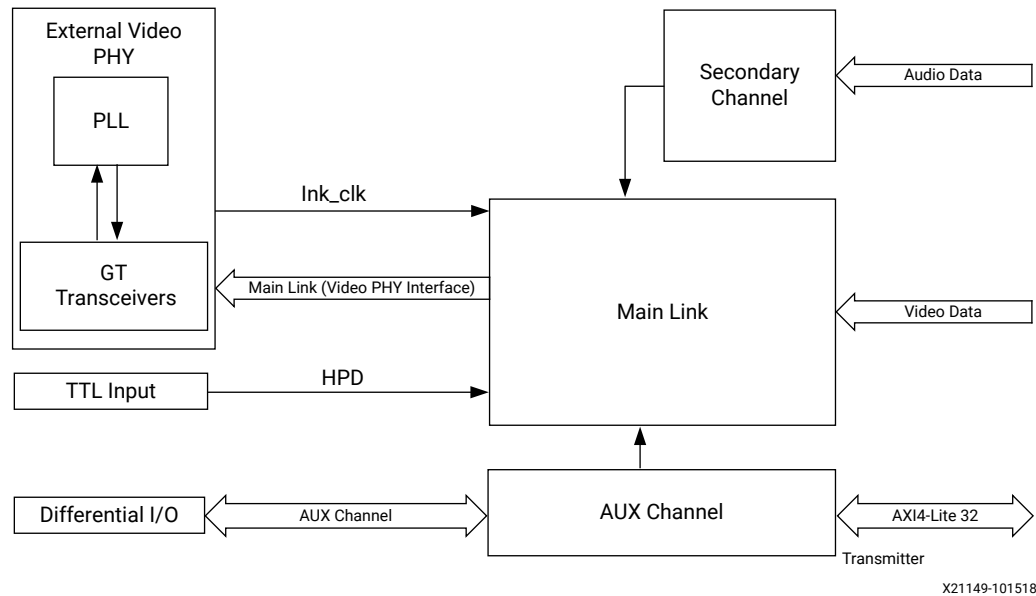 External Video
PHY
PLL
GT
Transceivers
Secondary
Channel
Audio Data
lnk_clk
Main Link (Video PHY Interface)
Main Link
Video Data
TTL Input
HPD
Differential I/O
AUX Channel
AUX Channel
AXI4-Lite 32
Transmitter
X21149-101518